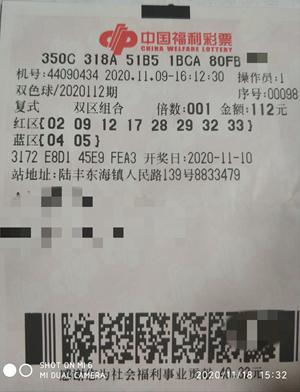 中国福利彩票
CHINA WELFARE LOTTERY
350C 318A 51B5 1BCA 80FB
机号:44090434 2020.11.09-16:12:30 操作员:1
双色球/2020112期 序号:00098
复式 双区组合 倍数:001 金额:112元
红区{02 09 12 17 28 29 32 33}
蓝区{04 05}
3172 E8D1 45E9 FEA3 开奖日:2020-11-10
站地址:陆丰东海镇人民路139号8833479
SHOT ON MI 6
MI DUAL CAMERA
2020/11/18 15:32